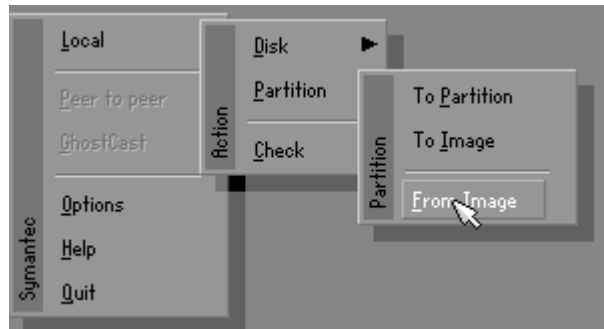 Symantec
Local
Peer to peer
GhostCast
Options
Help
Quit
Action
Disk
Partition
Check
Partition
To Partition
To Image
From Image